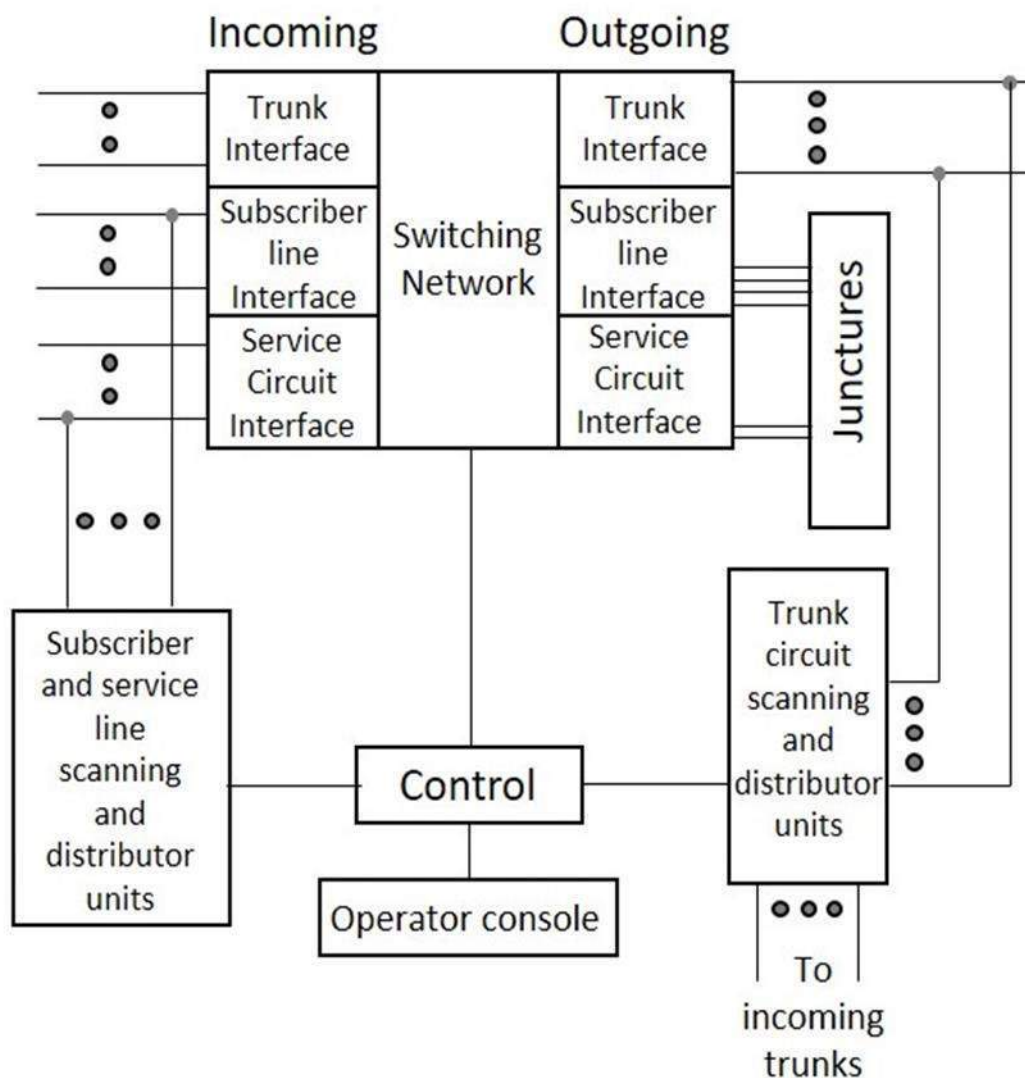 Incoming
Outgoing
Trunk
Interface
Subscriber
line
Interface
Service
Circuit
Interface
Switching
Network
Trunk
Interface
Subscriber
line
Interface
Service
Circuit
Interface
Junctures
Subscriber
and service
line
scanning
and
distributor
units
Control
Operator console
Trunk
circuit
scanning
and
distributor
units
To
incoming
trunks